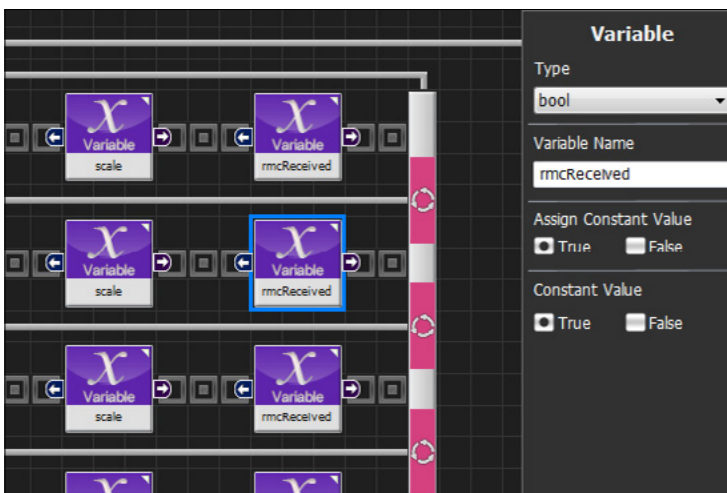 Variable
Type
bool
Variable Name
rmcReceived
Assign Constant Value
True False
Constant Value
True False
x x
Variable Variable
scale rmcReceived
x x
Variable Variable
scale rmcReceived
x x
Variable Variable
scale rmcReceived